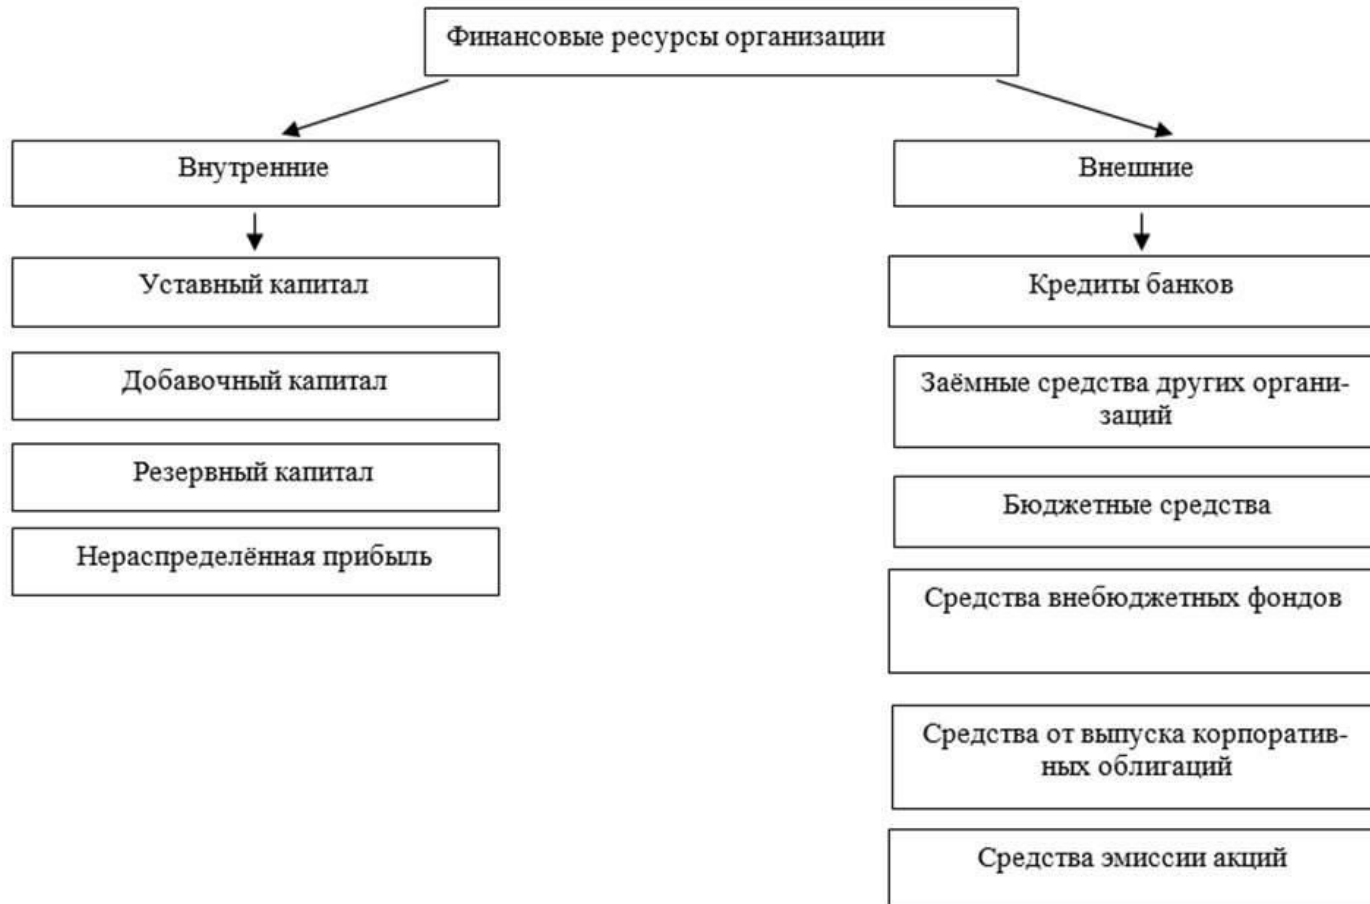 Финансовые ресурсы организации
Внутренние
Внешние
Уставный капитал
Кредиты банков
Добавочный капитал
Заёмные средства других органи-
заций
Резервный капитал
Бюджетные средства
Нераспределённая прибыль
Средства внебюджетных фондов
Средства от выпуска корпоратив-
ных облигаций
Средства эмиссии акций